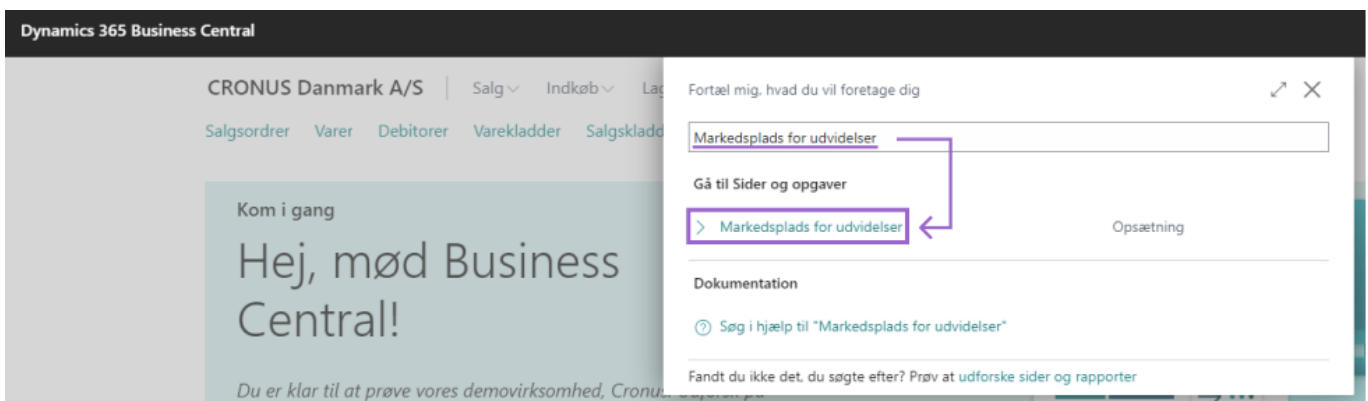 Dynamics 365 Business Central
CRONUS Danmark A/S Salg Indkøb Lag
Salgsordrer Varer Debitorer Varekladder Salgskladd
Kom i gang
Hej, mød Business
Central!
Du er klar til at prøve vores demovirksomhed, Cronus.
Fortæl mig, hvad du vil foretage dig
Markedsplads for udvidelser
Gå til Sider og opgaver
Markedsplads for udvidelser Opsætning
Dokumentation
Søg i hjælp til "Markedsplads for udvidelser"
Fandt du ikke det, du søgte efter? Prøv at udforske sider og rapporter